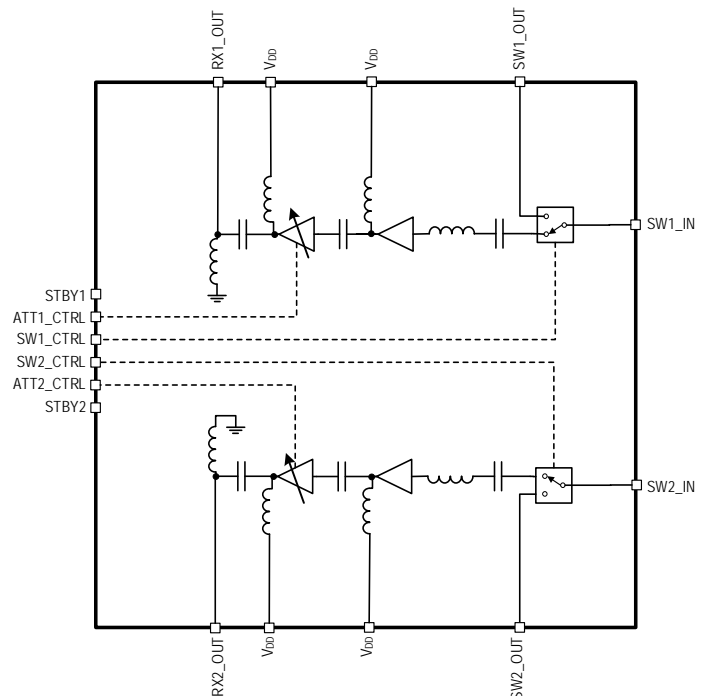 RX1_OUT
VDD
VDD
SW1_OUT
SW1_IN
STBY1
ATT1_CTRL
SW1_CTRL
SW2_CTRL
ATT2_CTRL
STBY2
SW2_IN
RX2_OUT
VDD
VDD
SW2_OUT